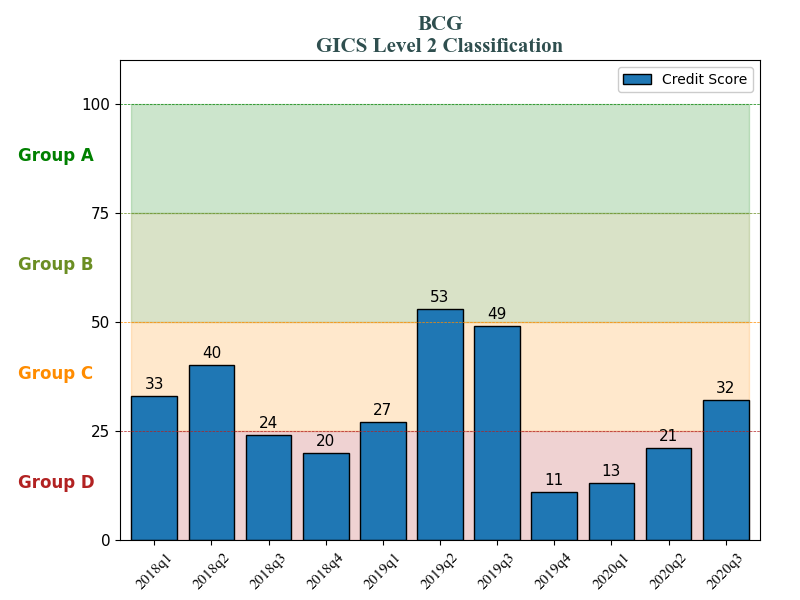 BCG
GICS Level 2 Classification
Credit Score
100
Group A
75
Group B
53
50
49
40
Group C
33
32
27
25
24
21
20
13
11
Group D
0
2018q1 2018q2 2018q3 2018q4 2019q1 2019q2 2019q3 2019q4 2020q1 2020q2 2020q3